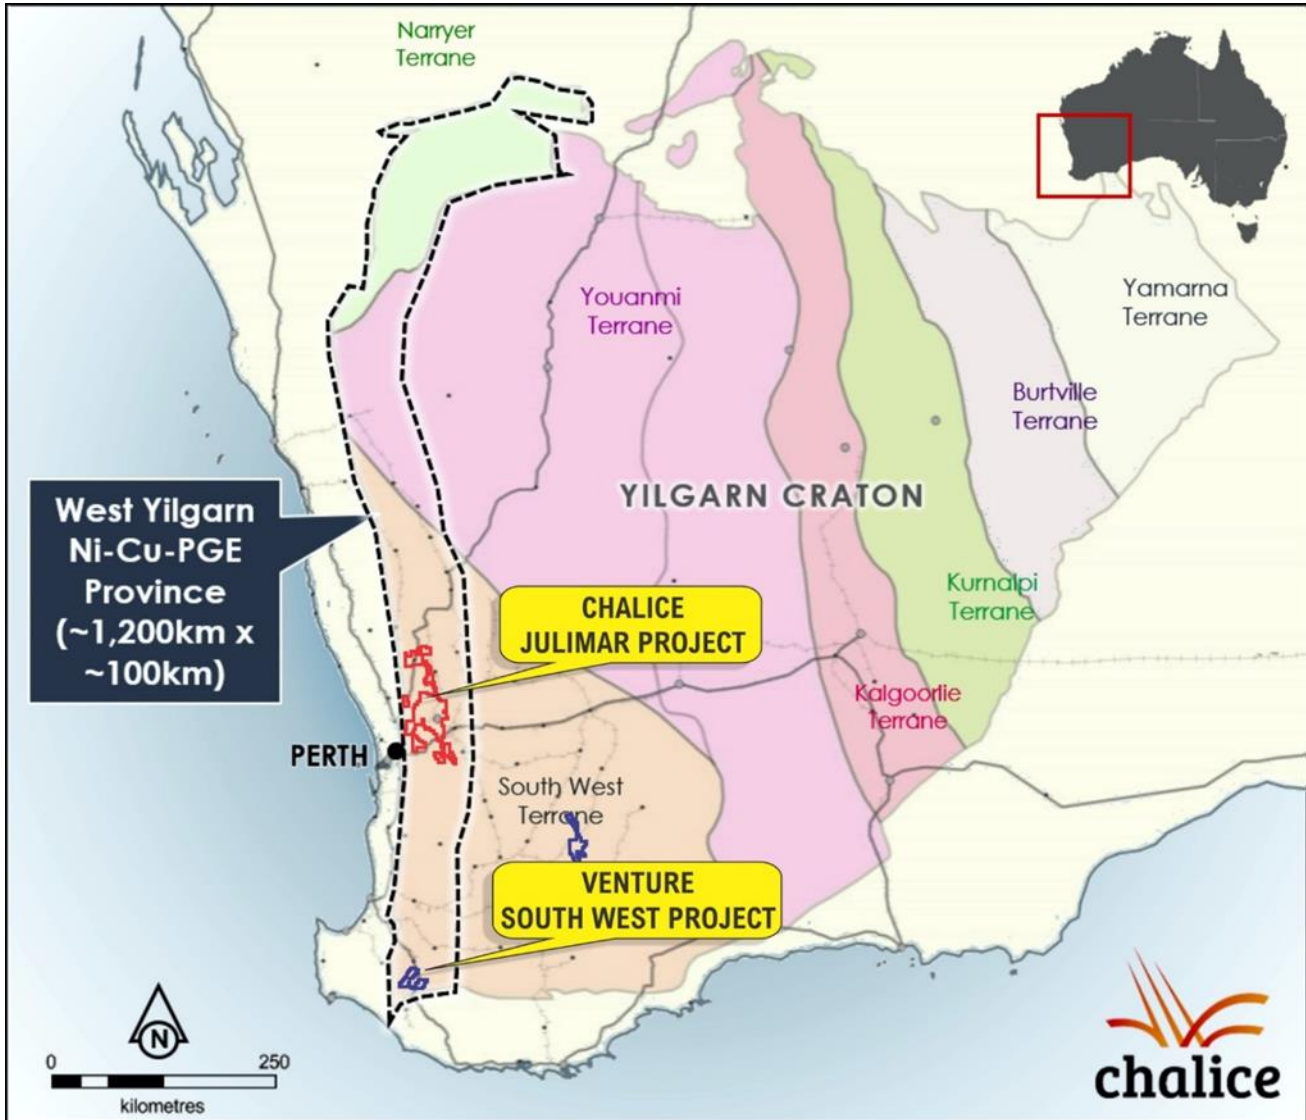 Narryer
Terrane
Youanmi
Terrane
Yamarna
Terrane
Burtville
Terrane
West Yilgarn
Ni-Cu-PGE
Province
(~1,200km x
~100km)
YILGARN CRATON
Kurnalpi
Terrane
CHALICE
JULIMAR PROJECT
Kalgoorlie
Terrane
PERTH
South West
Terrane
VENTURE
SOUTH WEST PROJECT
N
0 250
kilometres
chalice